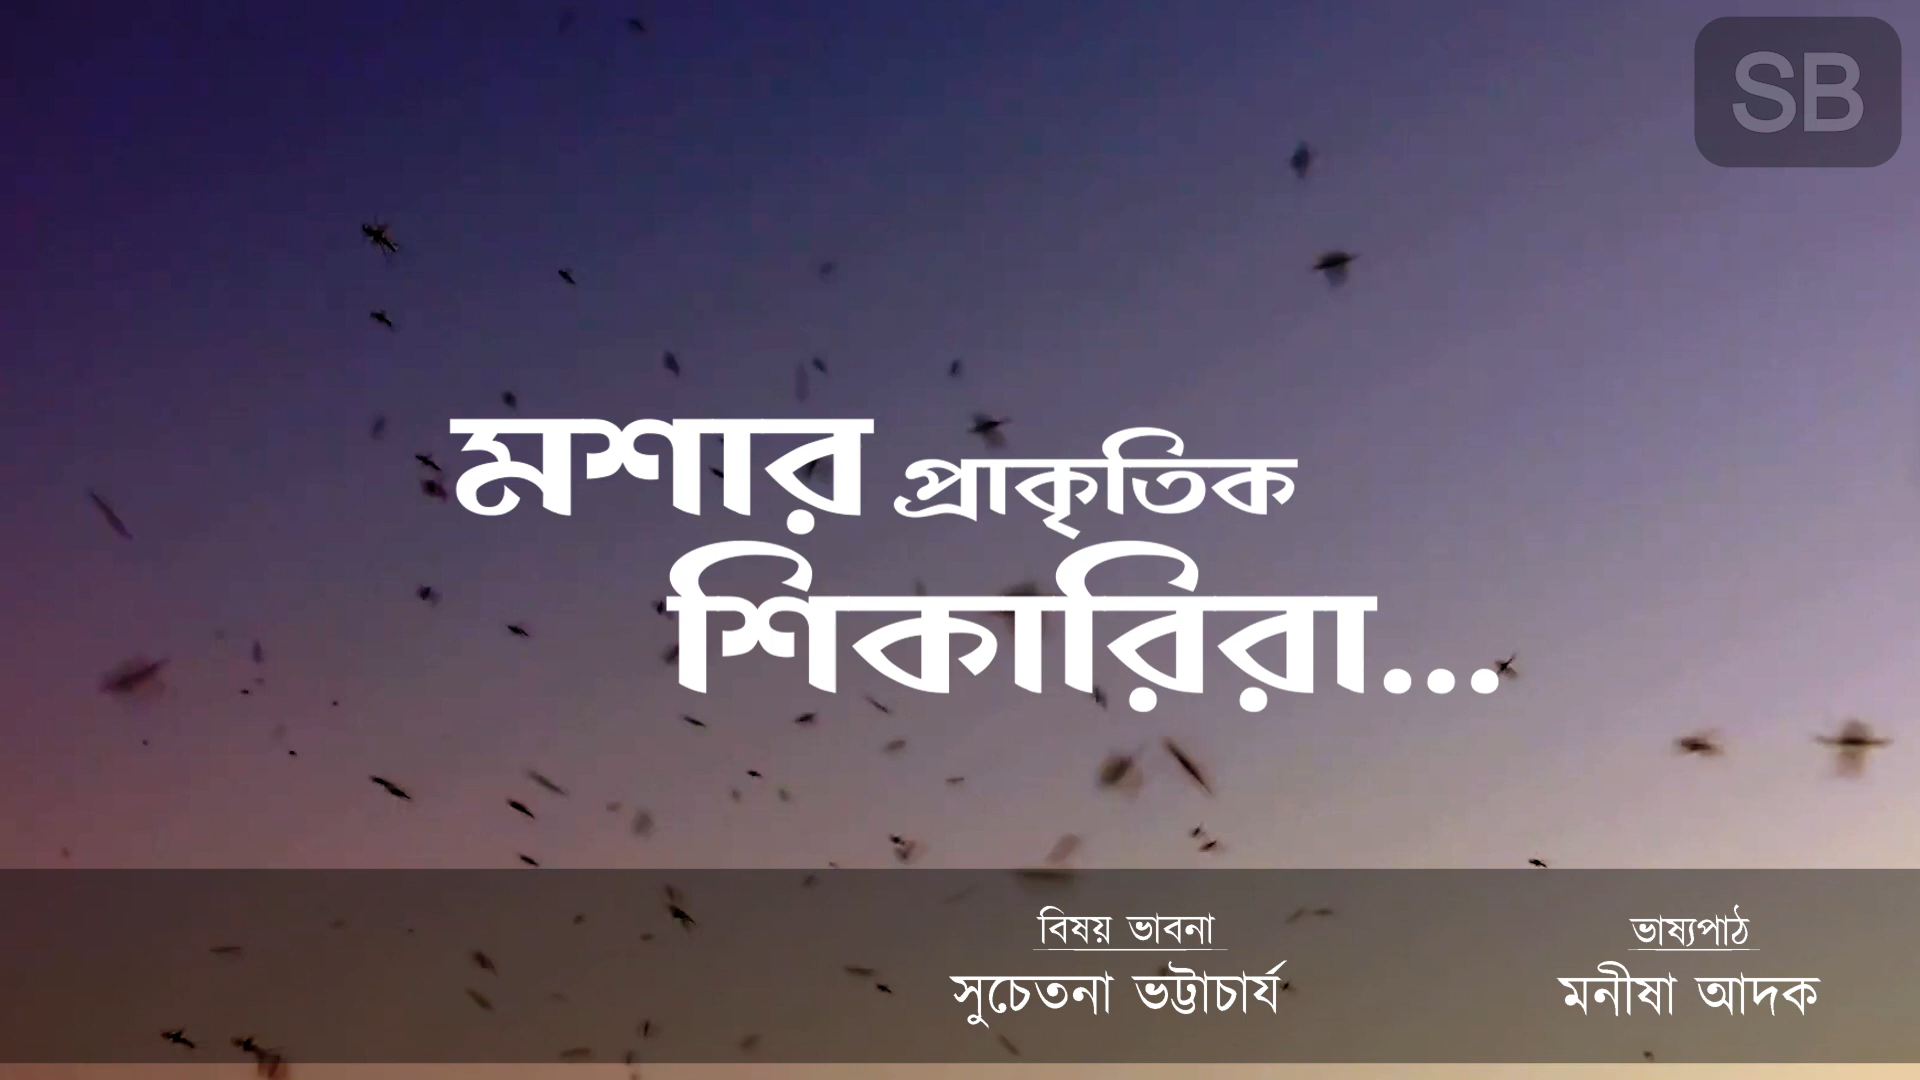 SB
মশার প্রাকৃতিক
শিকারিরা...
বিষয় ভাবনা
সুচেতনা ভট্টাচার্য
ভাষ্যপাঠ
মনীষা আদক